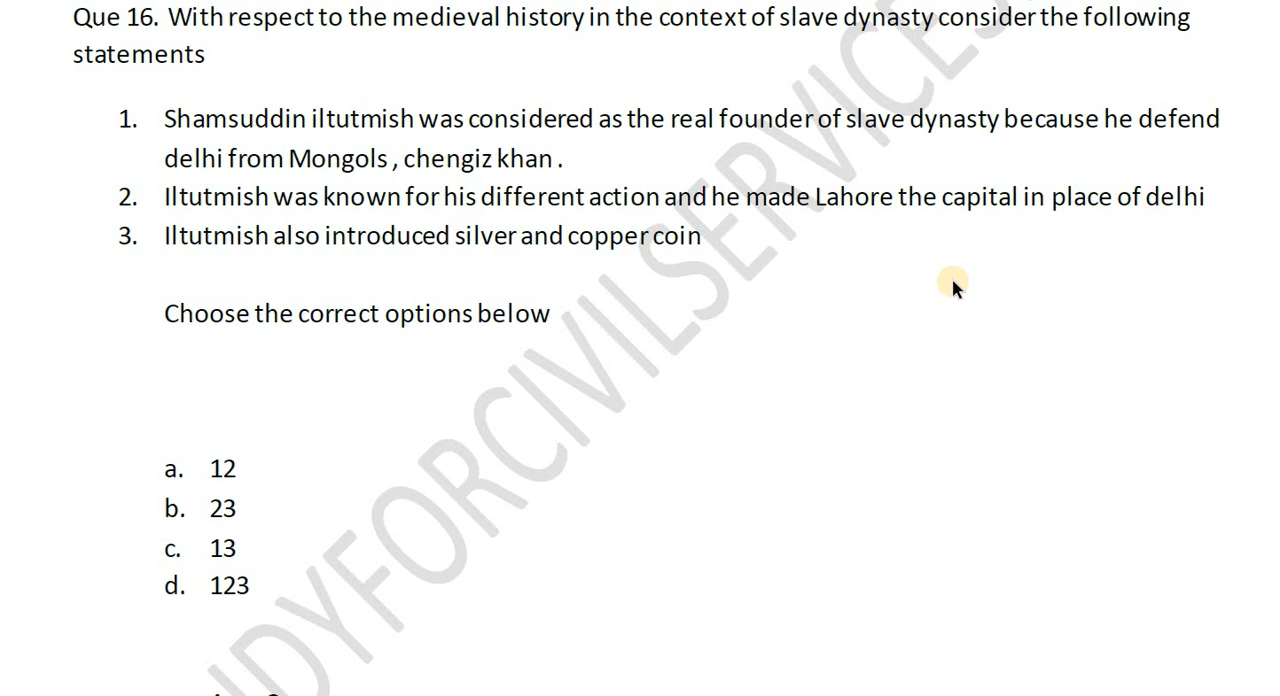 Que 16. With respect to the medieval history in the context of slave dynasty consider the following
statements
1. Shamsuddin iltutmish was considered as the real founder of slave dynasty because he defend
delhi from Mongols, chengiz khan.
2. Iltutmish was known for his different action and he made Lahore the capital in place of delhi
3. Iltutmish also introduced silver and copper coin
Choose the correct options below
a. 12
b. 23
c. 13
d. 123